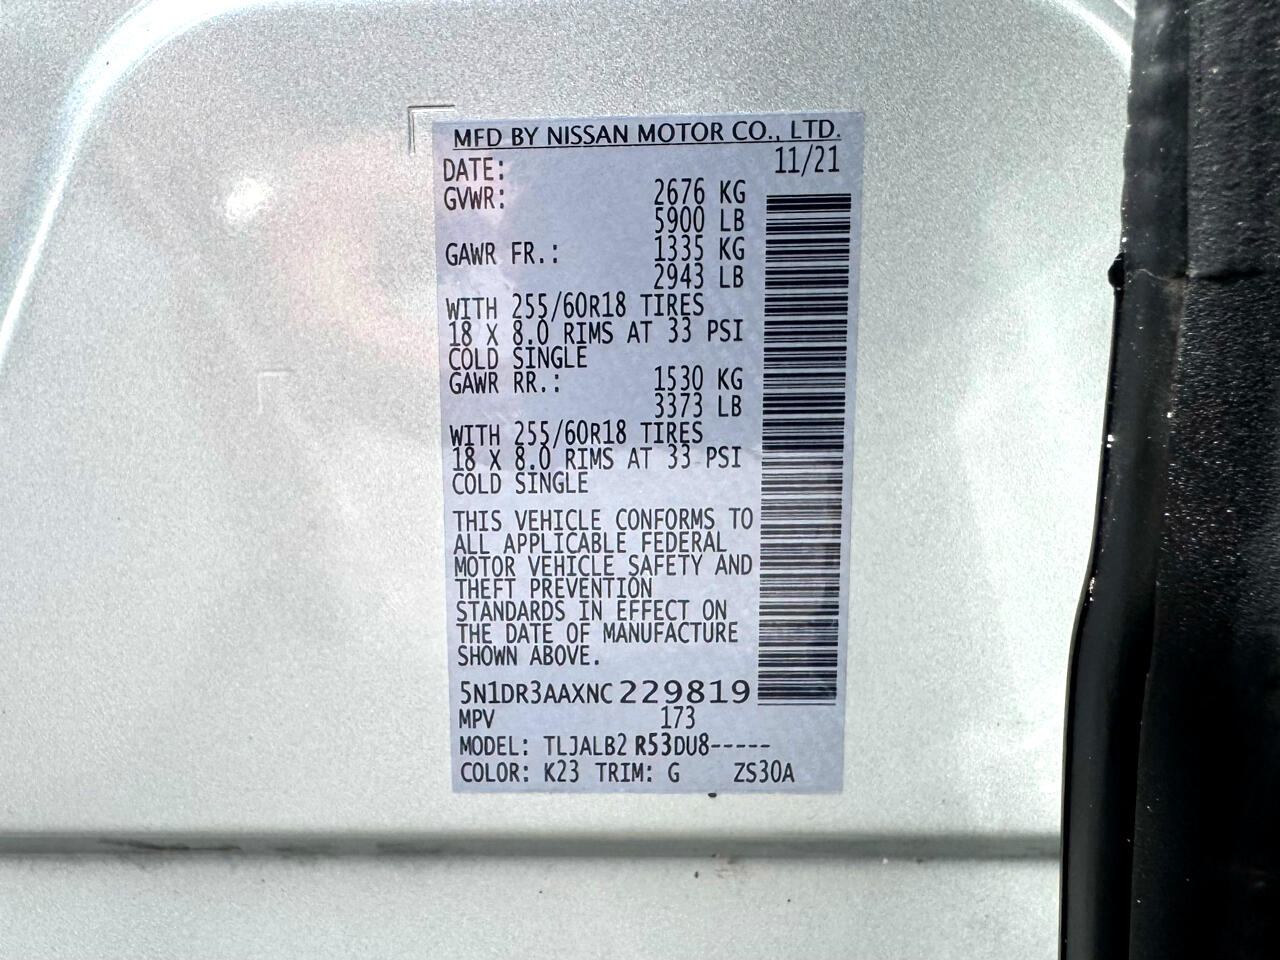 MFD BY NISSAN MOTOR CO., LTD.
DATE: 11/21
GVWR: 2676 KG
5900 LB
GAWR FR.: 1335 KG
2943 LB
WITH 255/60R18 TIRES
18 X 8.0 RIMS AT 33 PSI
COLD SINGLE
GAWR RR.: 1530 KG
3373 LB
WITH 255/60R18 TIRES
18 X 8.0 RIMS AT 33 PSI
COLD SINGLE
THIS VEHICLE CONFORMS TO
ALL APPLICABLE FEDERAL
MOTOR VEHICLE SAFETY AND
THEFT PREVENTION
STANDARDS IN EFFECT ON
THE DATE OF MANUFACTURE
SHOWN ABOVE.
5N1DR3AAXNC229819
MPV 173
MODEL: TLJALB2 R53DU8-----
COLOR: K23 TRIM: G ZS30A